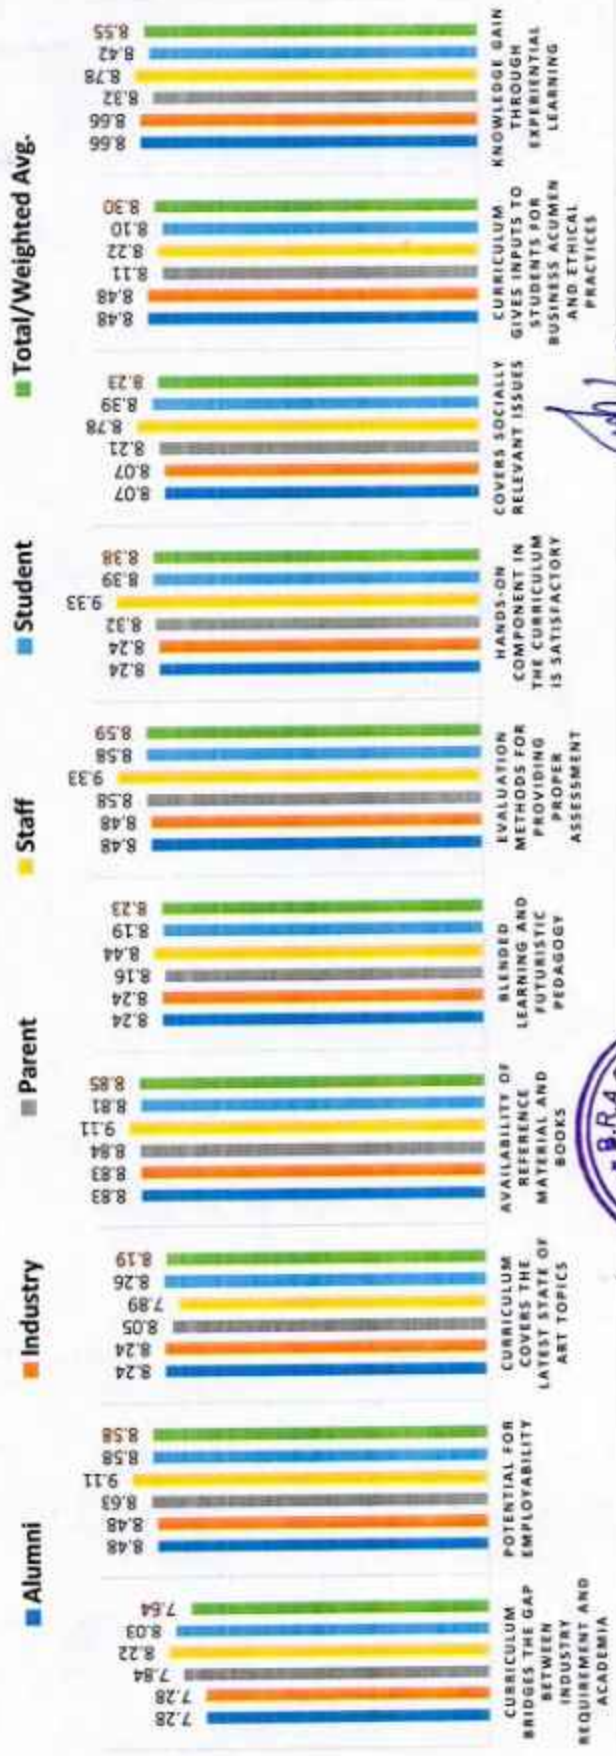 Alumni
Industry
Parent
Staff
Student
Total/Weighted Avg.
7.28
7.28
7.84
8.22
8.03
7.64
CURRICULUM
BRIDGES THE GAP
BETWEEN
INDUSTRY
REQUIREMENT AND
ACADEMIA
8.48
8.48
8.63
9.11
8.58
8.58
POTENTIAL FOR
EMPLOYABILITY
8.24
8.24
8.05
7.89
8.26
8.19
CURRICULUM
COVERS THE
LATEST STATE OF
ART TOPICS
8.83
8.83
8.84
9.11
8.81
8.85
AVAILABILITY OF
REFERENCE
MATERIAL AND
BOOKS
8.24
8.24
8.16
8.44
8.19
8.23
BLENDED
LEARNING AND
FUTURISTIC
PEDAGOGY
8.48
8.48
8.58
9.33
8.58
8.59
EVALUATION
METHODS FOR
PROVIDING
PROPER
ASSESSMENT
8.24
8.24
8.32
9.33
8.39
8.38
HANDS-ON
COMPONENT IN
THE CURRICULUM
IS SATISFACTORY
8.07
8.07
8.21
8.78
8.39
8.23
COVERS SOCIALLY
RELEVANT ISSUES
8.48
8.48
8.11
8.22
8.10
8.30
CURRICULUM
GIVES INPUTS TO
STUDENTS FOR
BUSINESS ACUMEN
AND ETHICAL
PRACTICES
8.66
8.66
8.32
8.78
8.42
8.55
KNOWLEDGE GAIN
THROUGH
EXPERIENTIAL
LEARNING